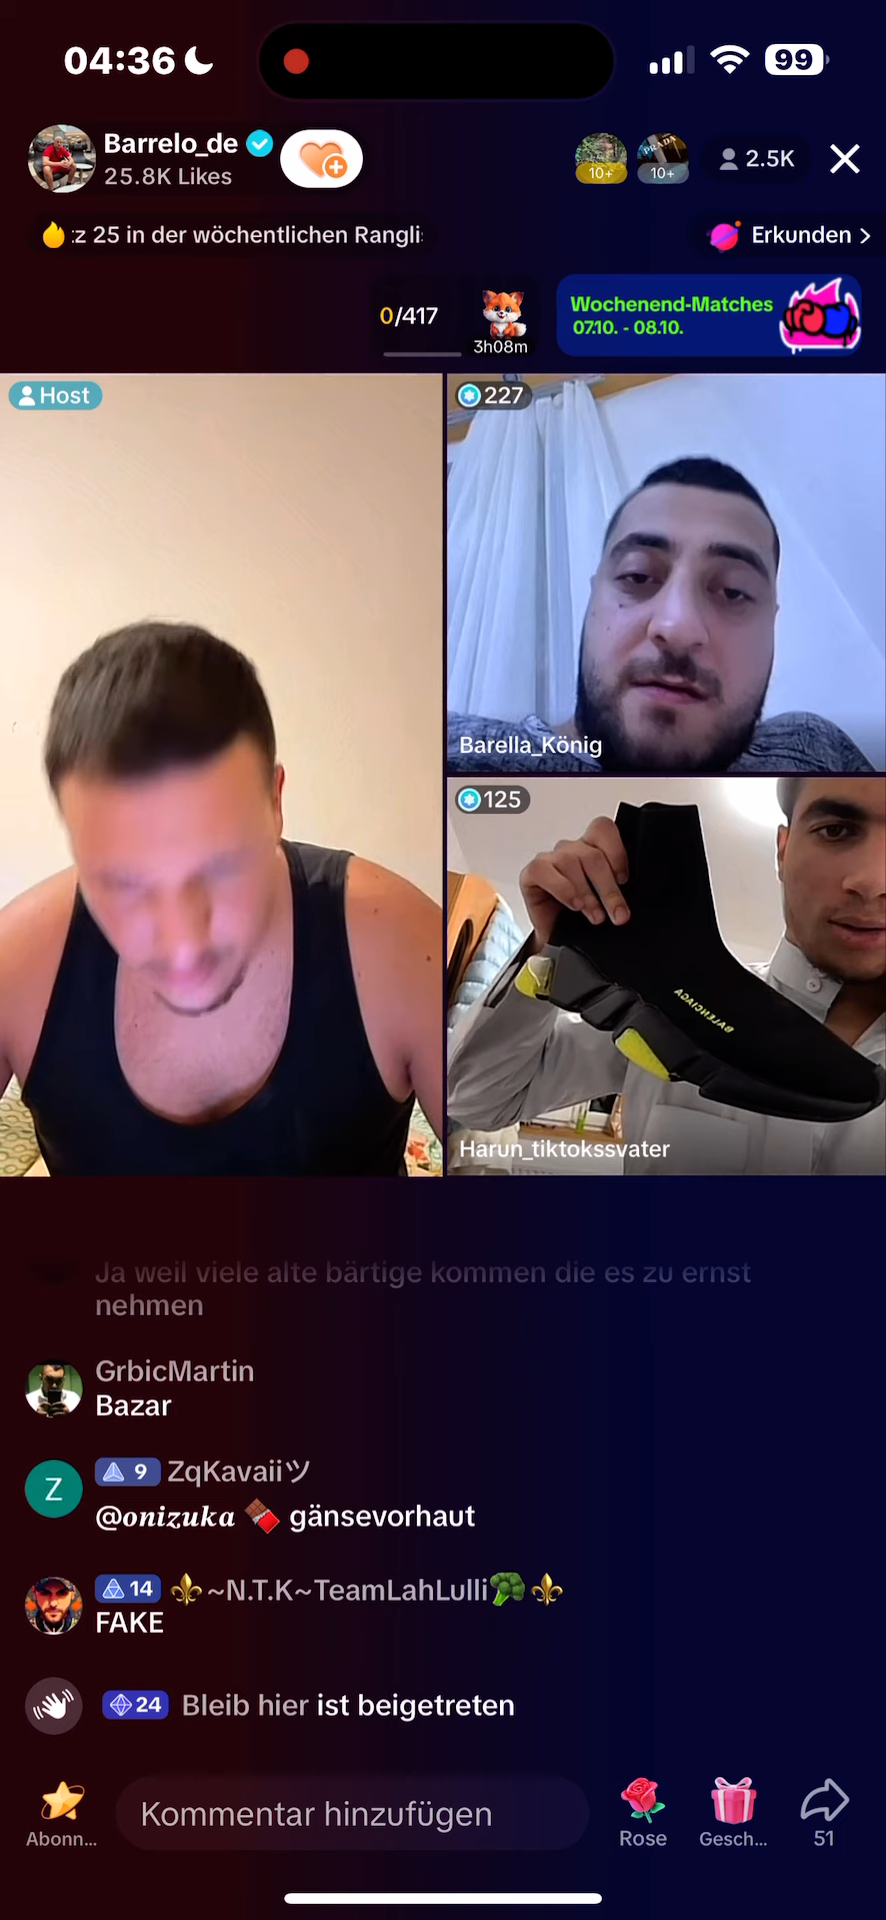 04:36
99
Barrelo_de
25.8K Likes
10+
PRADA
10+
2.5K
z 25 in der wöchentlichen Rangli
Erkunden >
0/417
3h08m
Wochenend-Matches
07.10. - 08.10.
Host
227
Barella_König
125
BALENCIAGA
Harun_tiktokssvater
Ja weil viele alte bärtige kommen die es zu ernst
nehmen
GrbicMartin
Bazar
Z
9 ZqKavaiiツ
@onizuka 🍫 gänsevorhaut
14 ⚜️~N.T.K~TeamLahLulli🥦⚜️
FAKE
24 Bleib hier ist beigetreten
Abonn...
Kommentar hinzufügen
Rose
Gesch...
51